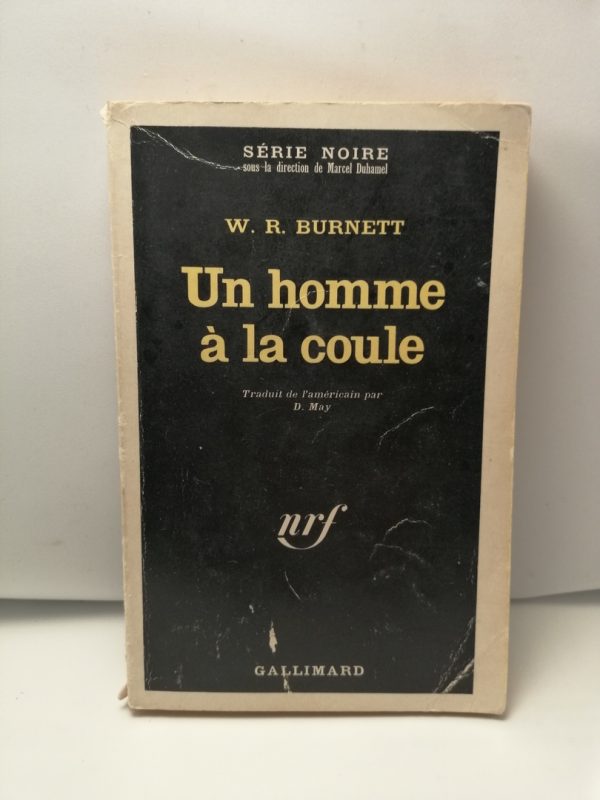 SÉRIE NOIRE
sous la direction de Marcel Duhamel
W. R. BURNETT
Un homme
à la coule
Traduit de l'américain par
D. May
nrf
GALLIMARD